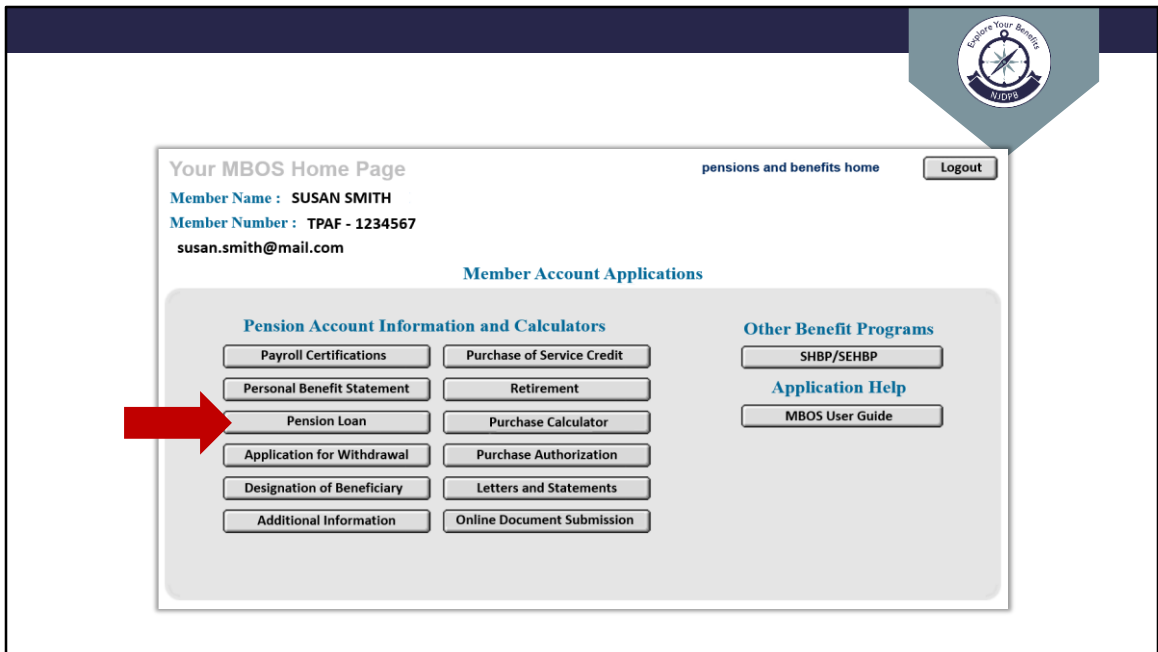 Explore Your Benefits
NJDPB
Your MBOS Home Page
pensions and benefits home
Logout
Member Name : SUSAN SMITH
Member Number : TPAF - 1234567
susan.smith@mail.com
Member Account Applications
Pension Account Information and Calculators
Payroll Certifications
Purchase of Service Credit
Personal Benefit Statement
Retirement
Pension Loan
Purchase Calculator
Application for Withdrawal
Purchase Authorization
Designation of Beneficiary
Letters and Statements
Additional Information
Online Document Submission
Other Benefit Programs
SHBP/SEHBP
Application Help
MBOS User Guide